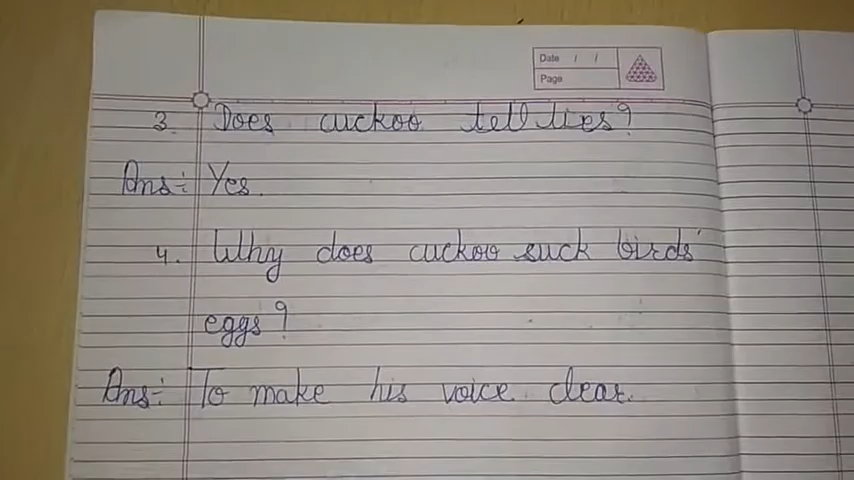 Date / /
Page
3. Does cuckoo tell lies?
Ans:- Yes.
4. Why does cuckoo suck birds'
eggs?
Ans:- To make his voice clear.